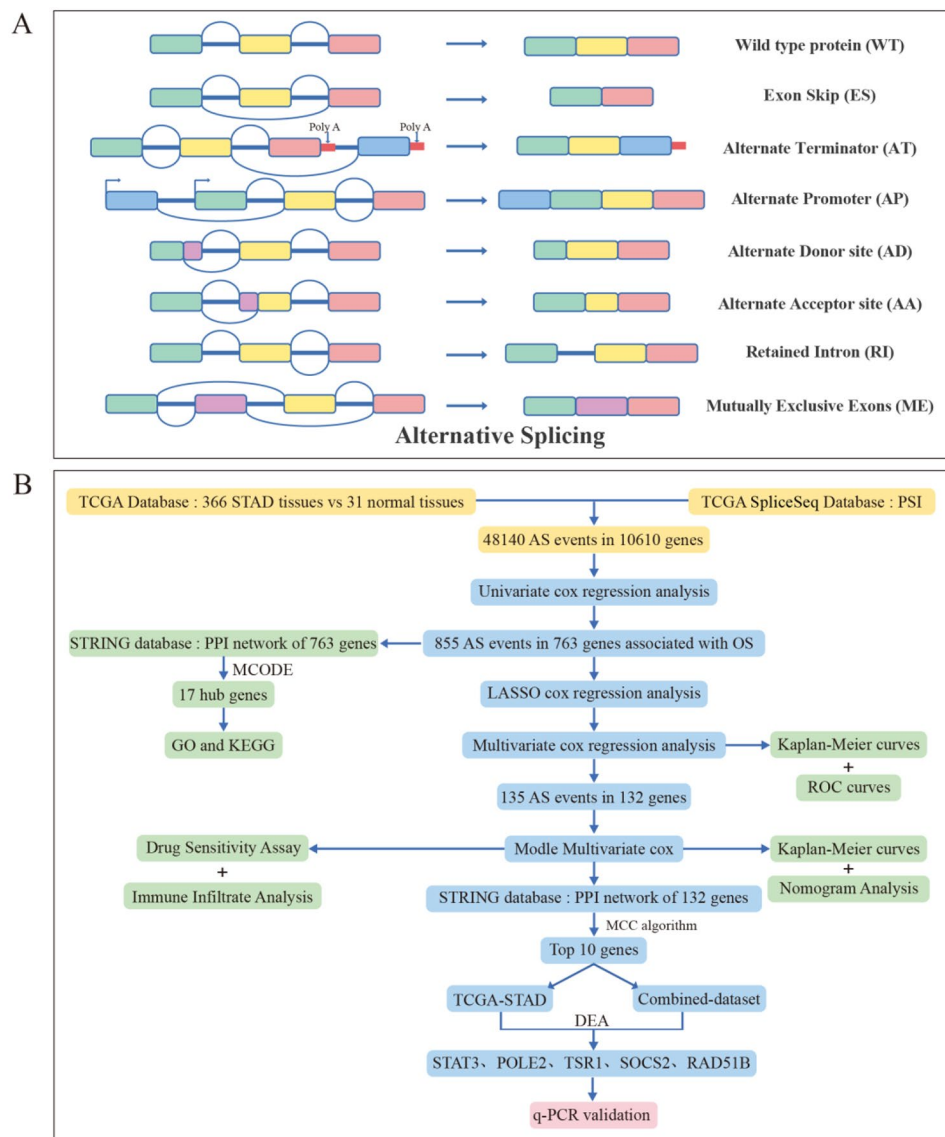 A
Wild type protein (WT)
Exon Skip (ES)
Poly A
Poly A
Alternate Terminator (AT)
Alternate Promoter (AP)
Alternate Donor site (AD)
Alternate Acceptor site (AA)
Retained Intron (RI)
Mutually Exclusive Exons (ME)
Alternative Splicing
B
TCGA Database : 366 STAD tissues vs 31 normal tissues
TCGA SpliceSeq Database : PSI
48140 AS events in 10610 genes
Univariate cox regression analysis
STRING database : PPI network of 763 genes
855 AS events in 763 genes associated with OS
MCODE
17 hub genes
LASSO cox regression analysis
GO and KEGG
Multivariate cox regression analysis
Kaplan-Meier curves
+
ROC curves
135 AS events in 132 genes
Drug Sensitivity Assay
+
Immune Infiltrate Analysis
Modle Multivariate cox
Kaplan-Meier curves
+
Nomogram Analysis
STRING database : PPI network of 132 genes
MCC algorithm
Top 10 genes
TCGA-STAD
Combined-dataset
DEA
STAT3、POLE2、TSR1、SOCS2、RAD51B
q-PCR validation